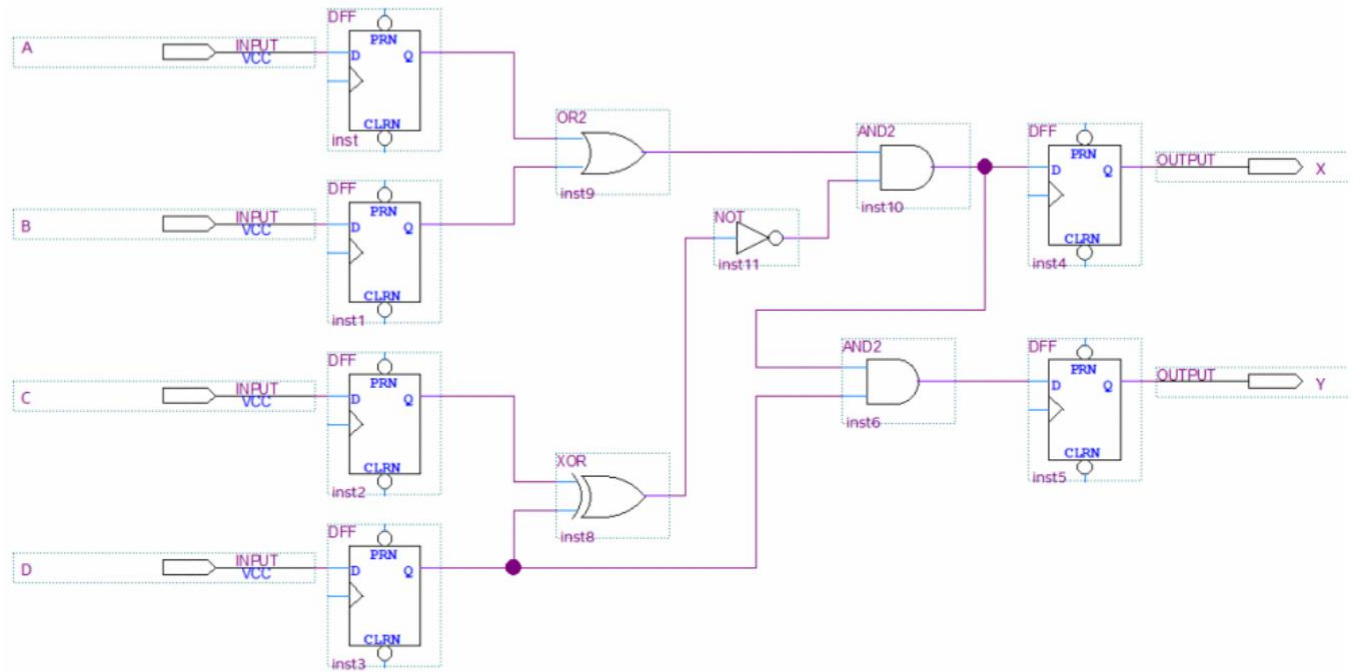 DFF
A
INPUT
VCC
PRN
D
Q
CLRN
inst
OR2
inst9
AND2
inst10
DFF
PRN
D
Q
CLRN
inst4
OUTPUT
X
DFF
B
INPUT
VCC
PRN
D
Q
CLRN
inst1
NOT
inst11
DFF
C
INPUT
VCC
PRN
D
Q
CLRN
inst2
AND2
inst6
DFF
PRN
D
Q
CLRN
inst5
OUTPUT
Y
XOR
inst8
DFF
D
INPUT
VCC
PRN
D
Q
CLRN
inst3